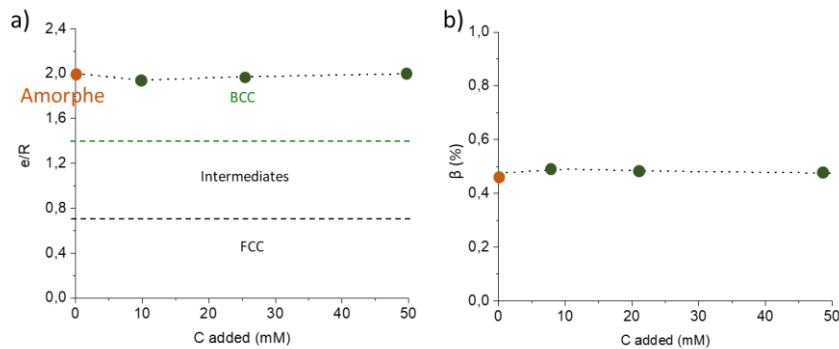 a)
2,0
1,6
1,2
0,8
0,4
0,0
e/R
Amorphe
BCC
Intermediates
FCC
0 10 20 30 40 50
C added (mM)
b)
1,0
0,8
0,6
0,4
0,2
0,0
β (%)
0 10 20 30 40 50
C added (mM)